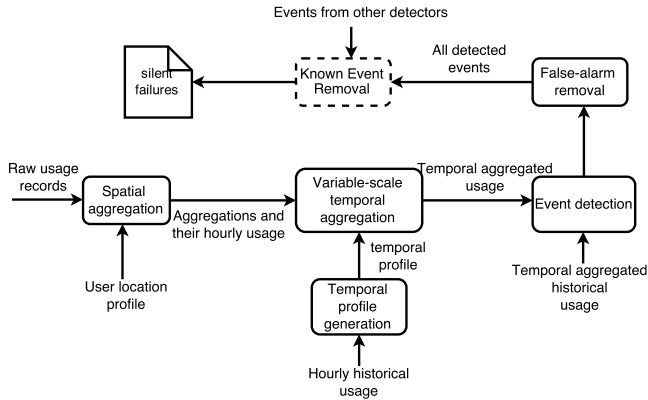 Events from other detectors
All detected
events
silent
failures
Known Event
Removal
False-alarm
removal
Raw usage
records
Spatial
aggregation
Aggregations and
their hourly usage
Variable-scale
temporal
aggregation
Temporal aggregated
usage
Event detection
User location
profile
temporal
profile
Temporal
profile
generation
Temporal aggregated
historical
usage
Hourly historical
usage